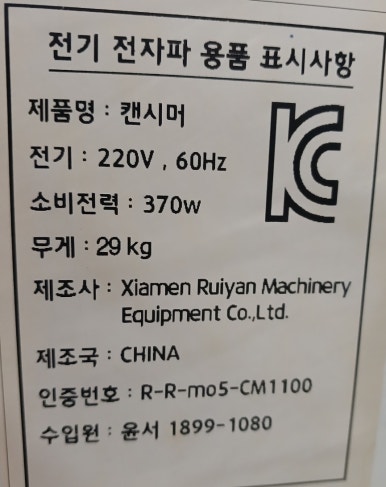 전기 전자파 용품 표시사항
제품명 : 캔시머
전기 : 220V , 60Hz
소비전력 : 370w
무게 : 29 kg
제조사 : Xiamen Ruiyan Machinery
Equipment Co.,Ltd.
제조국 : CHINA
인증번호 : R-R-mo5-CM1100
수입원 : 윤서 1899-1080